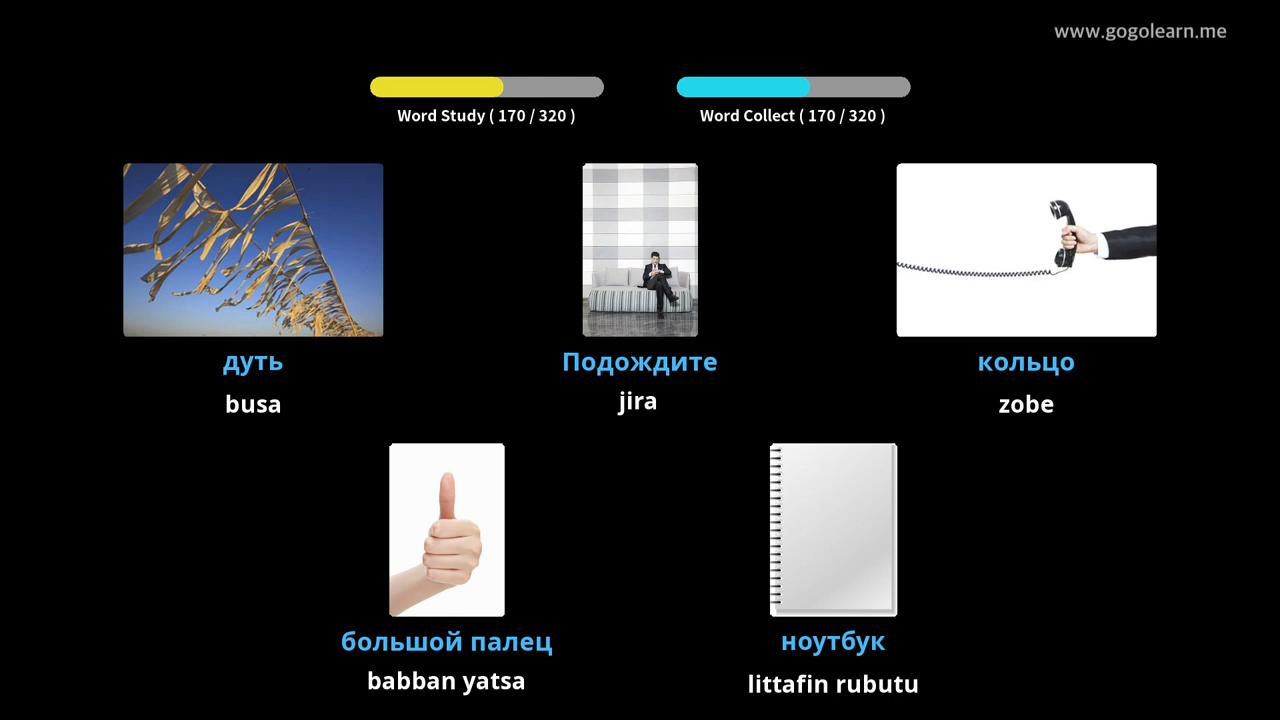 www.gogolearn.me
Word Study ( 170 / 320 )
Word Collect ( 170 / 320 )
дуть
Подождите
кольцо
busa
jira
zobe
большой палец
ноутбук
babban yatsa
littafin rubutu